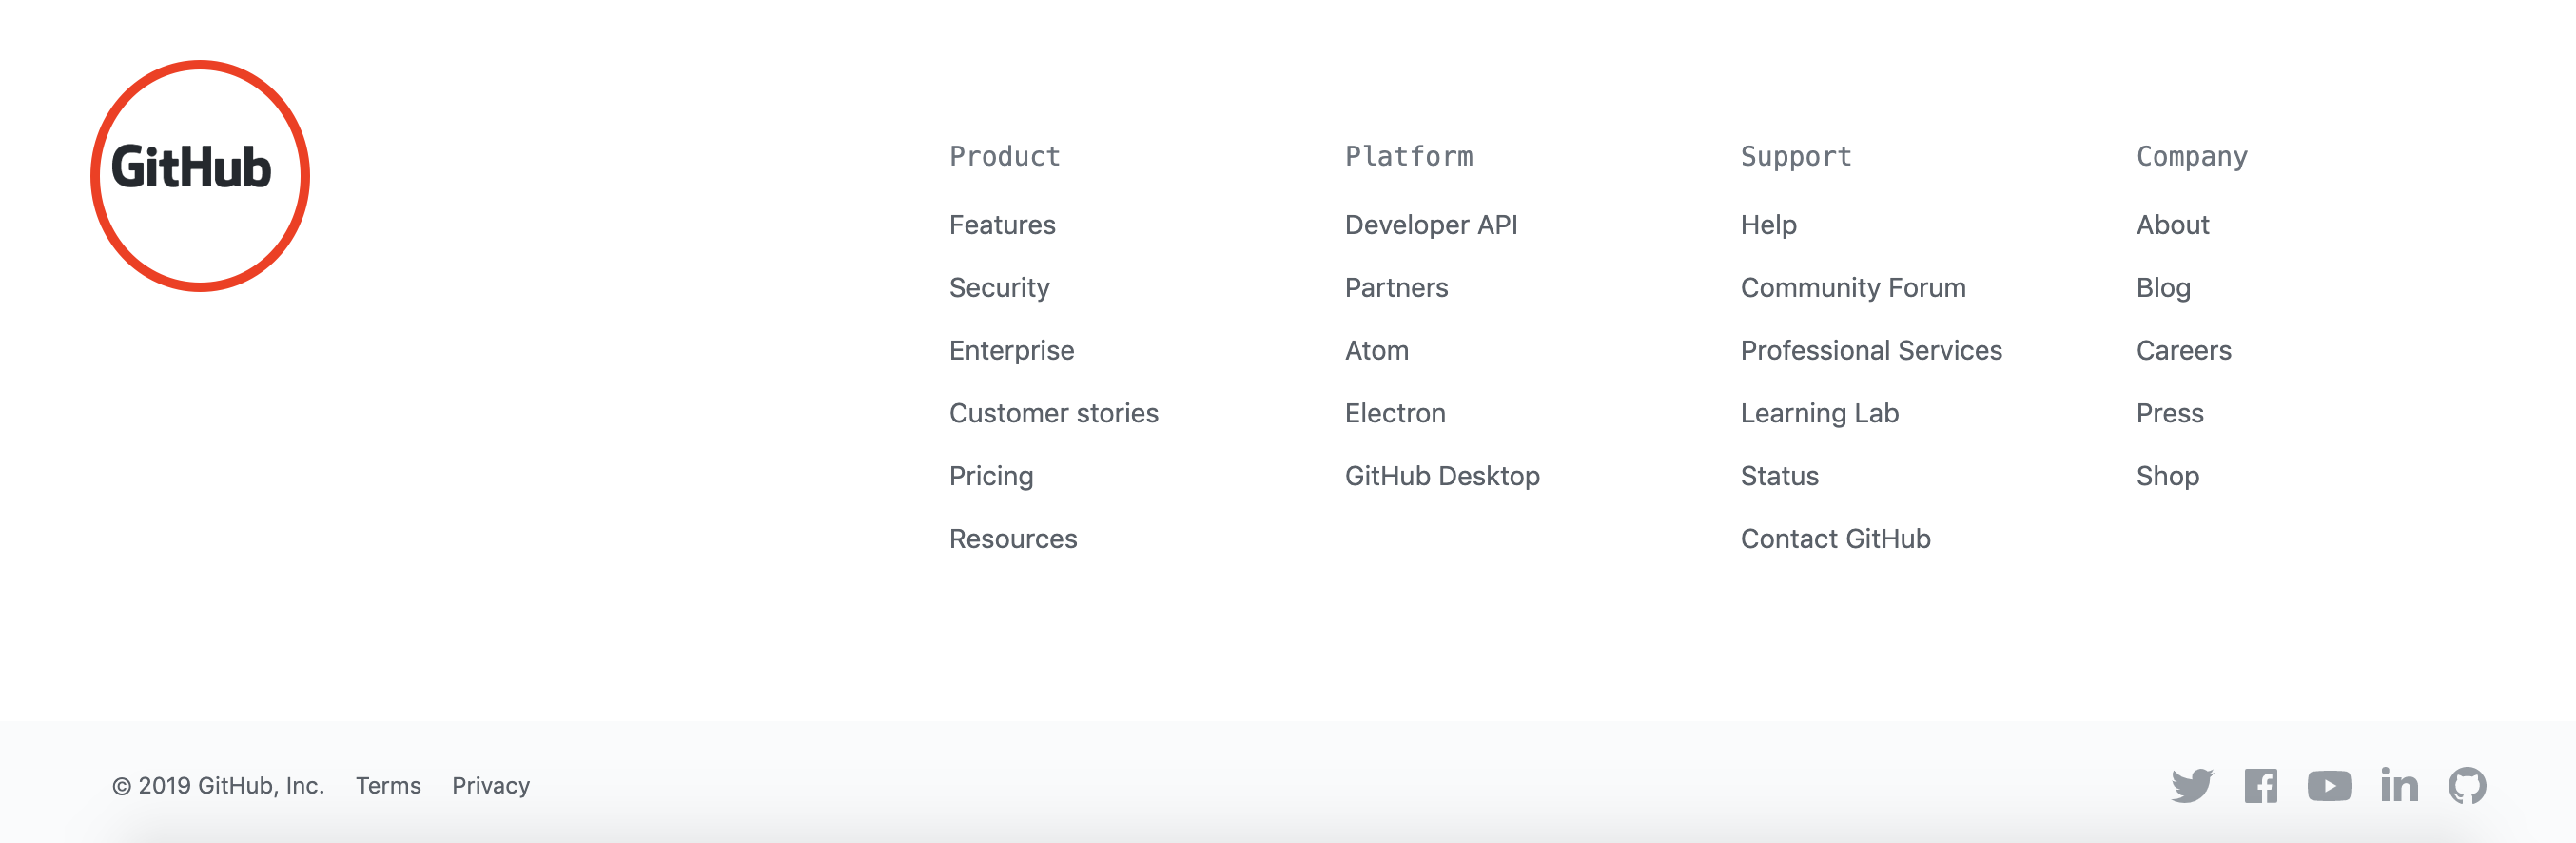 GitHub
Product
Features
Security
Enterprise
Customer stories
Pricing
Resources
Platform
Developer API
Partners
Atom
Electron
GitHub Desktop
Support
Help
Community Forum
Professional Services
Learning Lab
Status
Contact GitHub
Company
About
Blog
Careers
Press
Shop
© 2019 GitHub, Inc. Terms Privacy